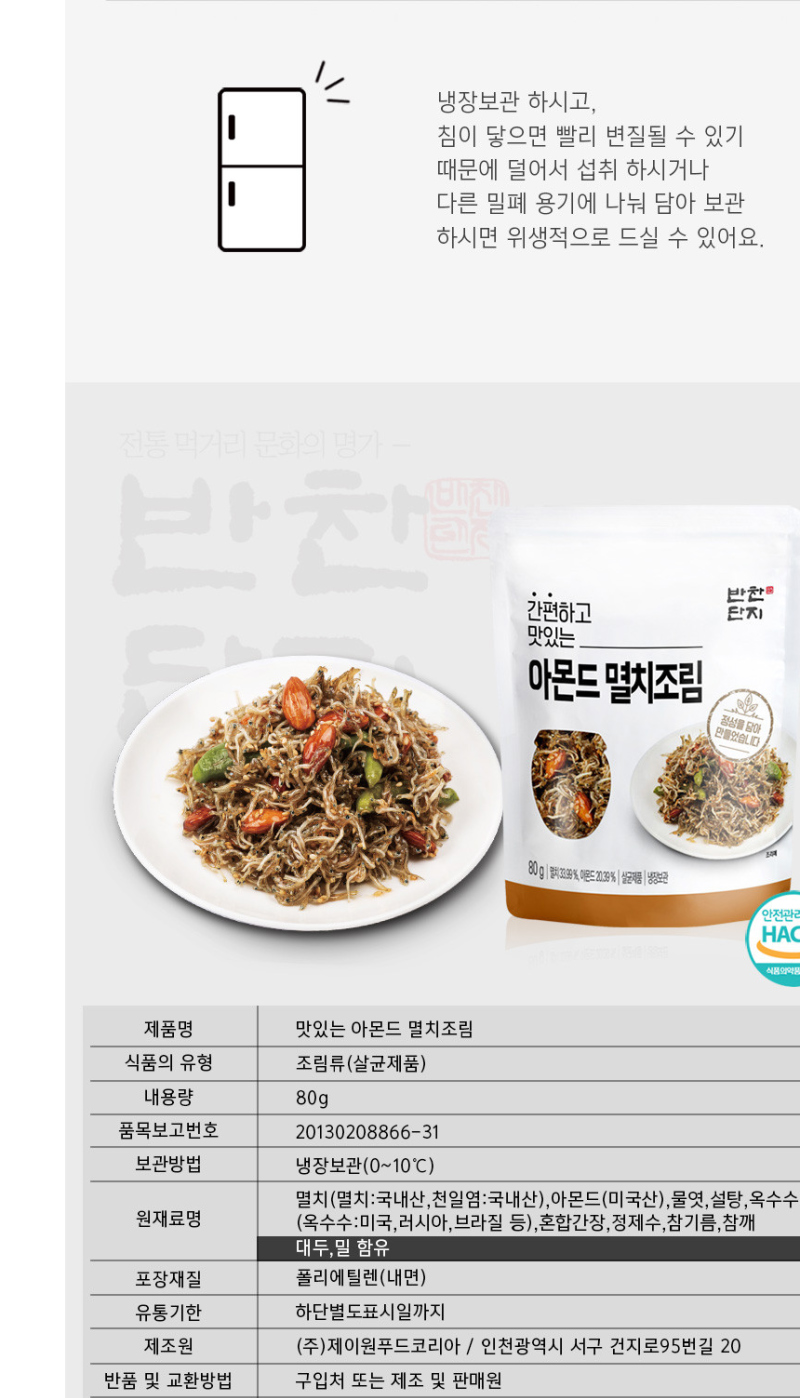 냉장보관 하시고,
침이 닿으면 빨리 변질될 수 있기
때문에 덜어서 섭취 하시거나
다른 밀폐 용기에 나눠 담아 보관
하시면 위생적으로 드실 수 있어요.
전통 먹거리 문화의 명가 –
반찬
반찬
단지
간편하고
맛있는
아몬드 멸치조림
반찬
단지
정성을 담아
만들었습니다
조리예
80g | 멸치 33.99%, 아몬드 20.39% | 살균제품 | 냉장보관
안전관리
HAC
식품의약품
제품명 맛있는 아몬드 멸치조림
식품의 유형 조림류(살균제품)
내용량 80g
품목보고번호 20130208866-31
보관방법 냉장보관(0~10℃)
원재료명 멸치(멸치:국내산,천일염:국내산),아몬드(미국산),물엿,설탕,옥수수
(옥수수:미국,러시아,브라질 등),혼합간장,정제수,참기름,참깨
대두,밀 함유
포장재질 폴리에틸렌(내면)
유통기한 하단별도표시일까지
제조원 (주)제이원푸드코리아 / 인천광역시 서구 건지로95번길 20
반품 및 교환방법 구입처 또는 제조 및 판매원